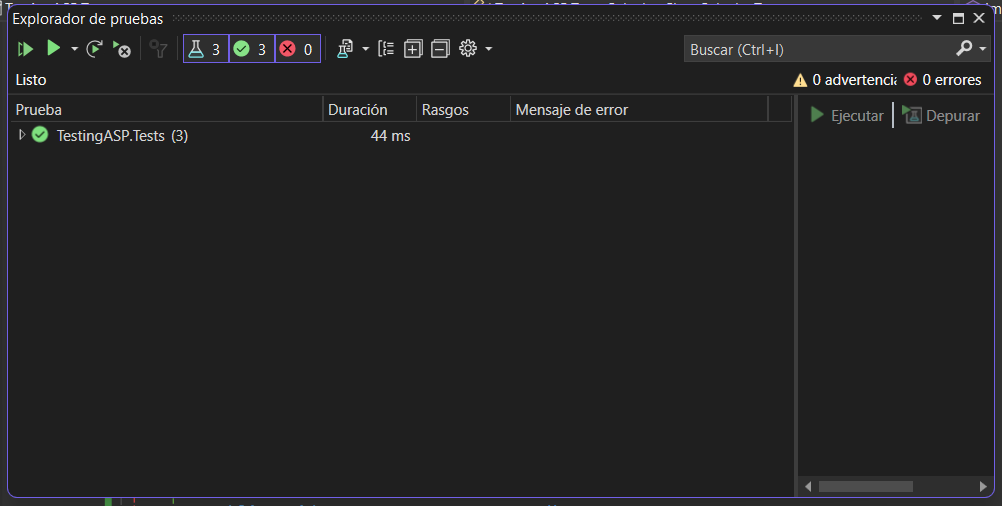 Explorador de pruebas
3 3 0
Buscar (Ctrl+I)
Listo
0 advertencia 0 errores
Prueba Duración Rasgos Mensaje de error
TestingASP.Tests (3) 44 ms
Ejecutar Depurar